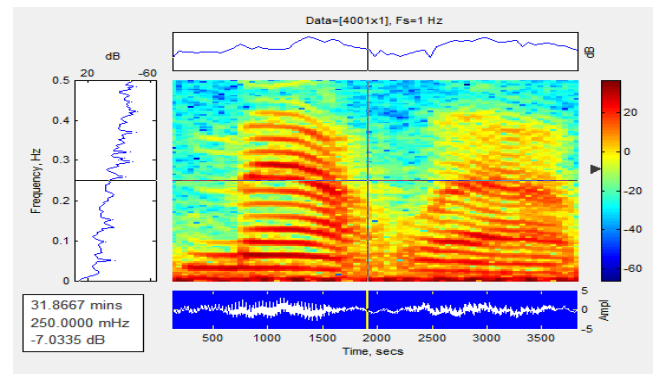 Data=[4001x1], Fs=1 Hz
dB
20 -60
dB
0.5
0.4
0.3
0.2
0.1
0
Frequency, Hz
20
0
-20
-40
-60
31.8667 mins
250.0000 mHz
-7.0335 dB
5
0
-5
Ampl
500 1000 1500 2000 2500 3000 3500
Time, secs